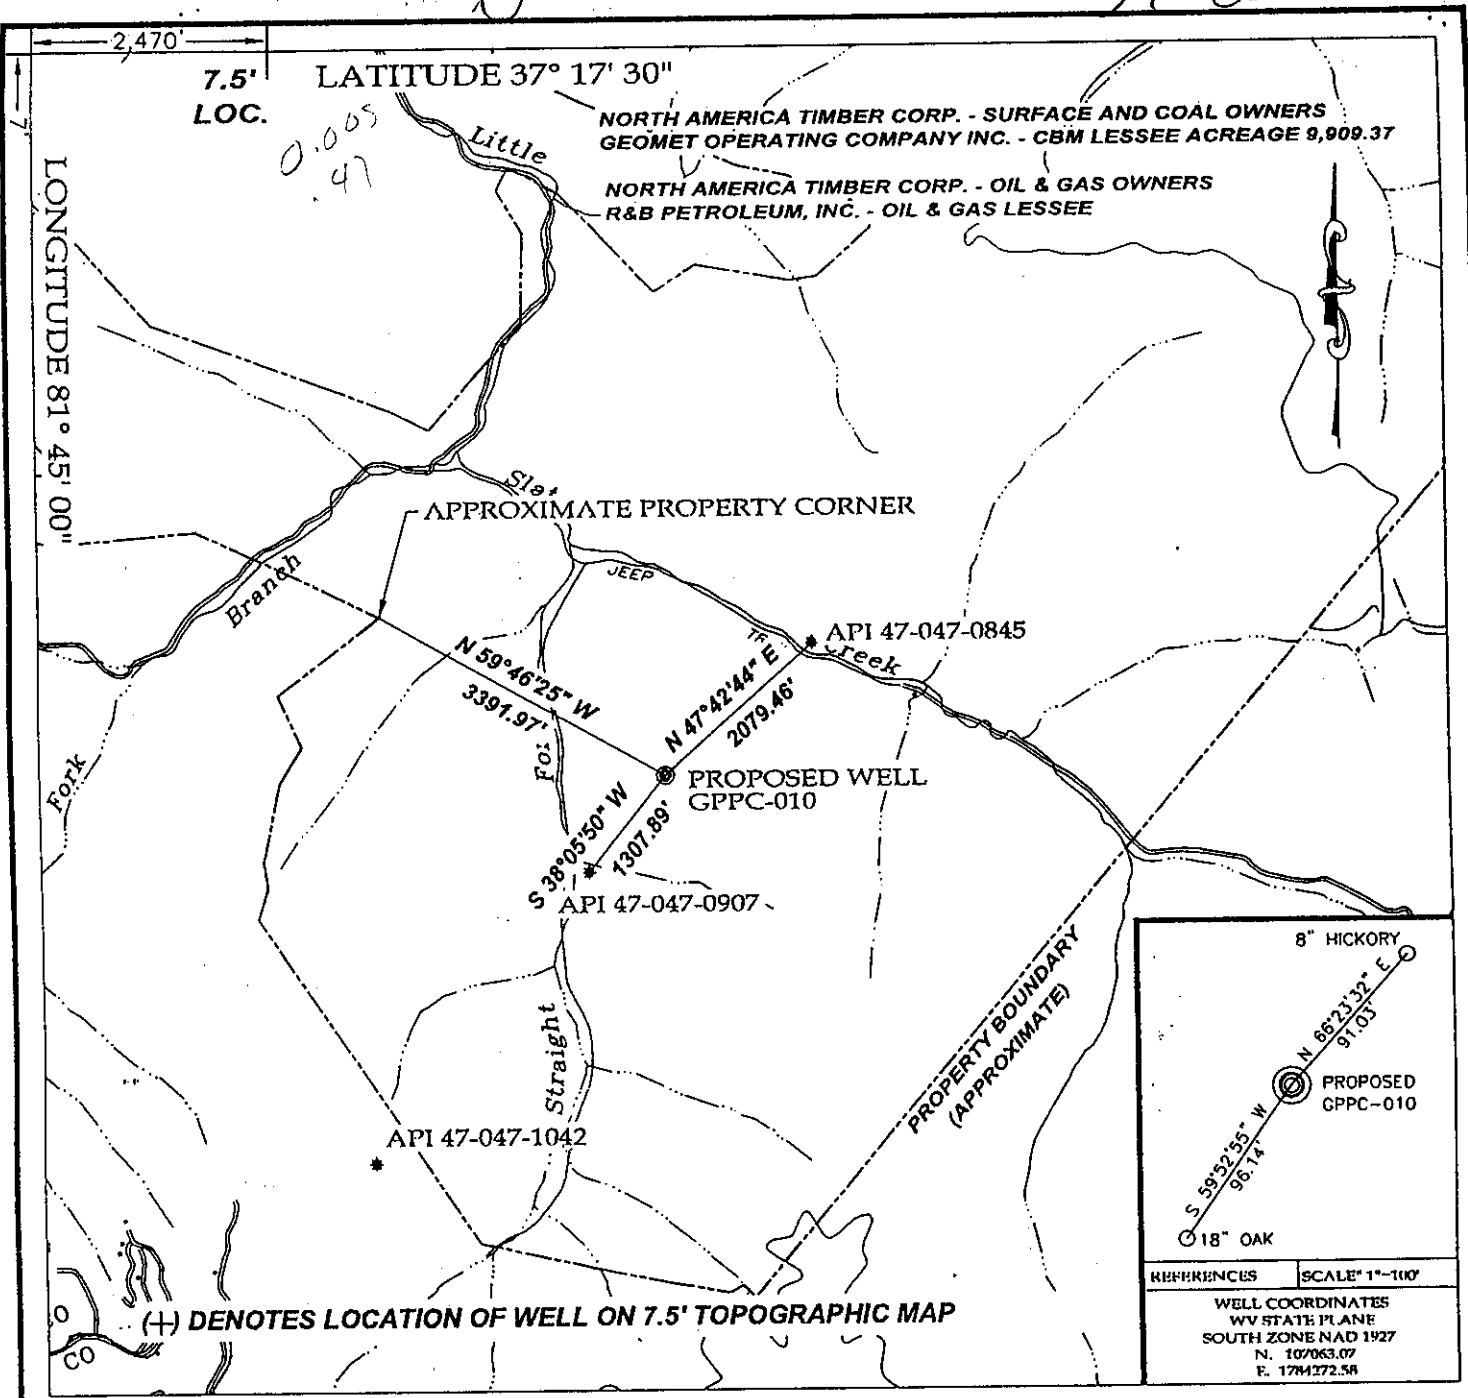 2,470'
7.5'
LOC.
LATITUDE 37° 17' 30"
0.005
.47
LONGITUDE 81° 45' 00"
NORTH AMERICA TIMBER CORP. - SURFACE AND COAL OWNERS
GEOMET OPERATING COMPANY INC. - CBM LESSEE ACREAGE 9,909.37
NORTH AMERICA TIMBER CORP. - OIL & GAS OWNERS
R&B PETROLEUM, INC. - OIL & GAS LESSEE
Little
APPROXIMATE PROPERTY CORNER
Branch
JEEP
API 47-047-0845
reek
N 59°46'25" W
3391.97'
N 47°42'44" E
2079.46'
Fork
PROPOSED WELL
GPPC-010
S 38°05'50" W
1307.89'
API 47-047-0907
Straight
PROPERTY BOUNDARY
(APPROXIMATE)
API 47-047-1042
8" HICKORY
N 66°23'32" E
91.03'
PROPOSED
GPPC-010
S 59°52'55" W
96.14'
18" OAK
REFERENCES
SCALE" 1"-100'
WELL COORDINATES
WV STATE PLANE
SOUTH ZONE NAD 1927
N. 107063.07
E. 1784272.58
(+) DENOTES LOCATION OF WELL ON 7.5' TOPOGRAPHIC MAP
CO